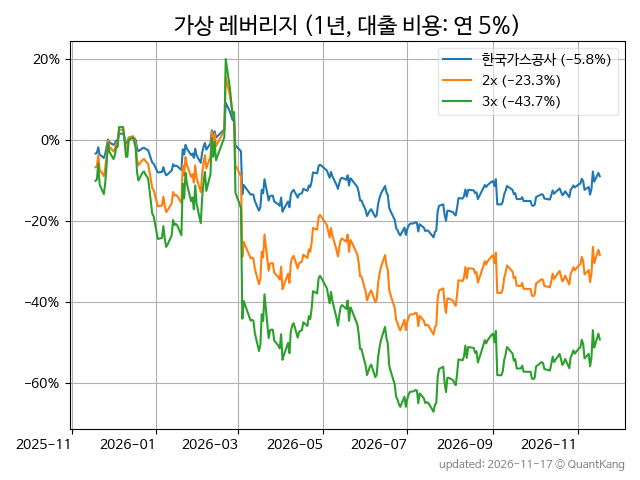 가상 레버리지 (1년, 대출 비용: 연 5%)
한국가스공사 (−5.8%)
2x (−23.3%)
3x (−43.7%)
20%
0%
−20%
−40%
−60%
2025-11 2026-01 2026-03 2026-05 2026-07 2026-09 2026-11
updated: 2026-11-17 © QuantKang